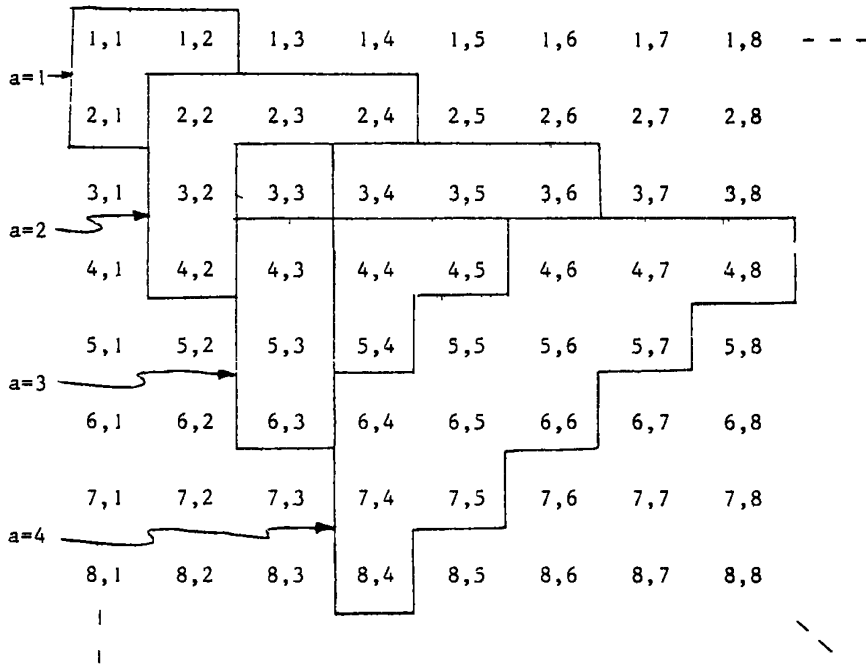 1,1 1,2 1,3 1,4 1,5 1,6 1,7 1,8
a=1
2,1 2,2 2,3 2,4 2,5 2,6 2,7 2,8
3,1 3,2 3,3 3,4 3,5 3,6 3,7 3,8
a=2
4,1 4,2 4,3 4,4 4,5 4,6 4,7 4,8
5,1 5,2 5,3 5,4 5,5 5,6 5,7 5,8
a=3
6,1 6,2 6,3 6,4 6,5 6,6 6,7 6,8
7,1 7,2 7,3 7,4 7,5 7,6 7,7 7,8
a=4
8,1 8,2 8,3 8,4 8,5 8,6 8,7 8,8